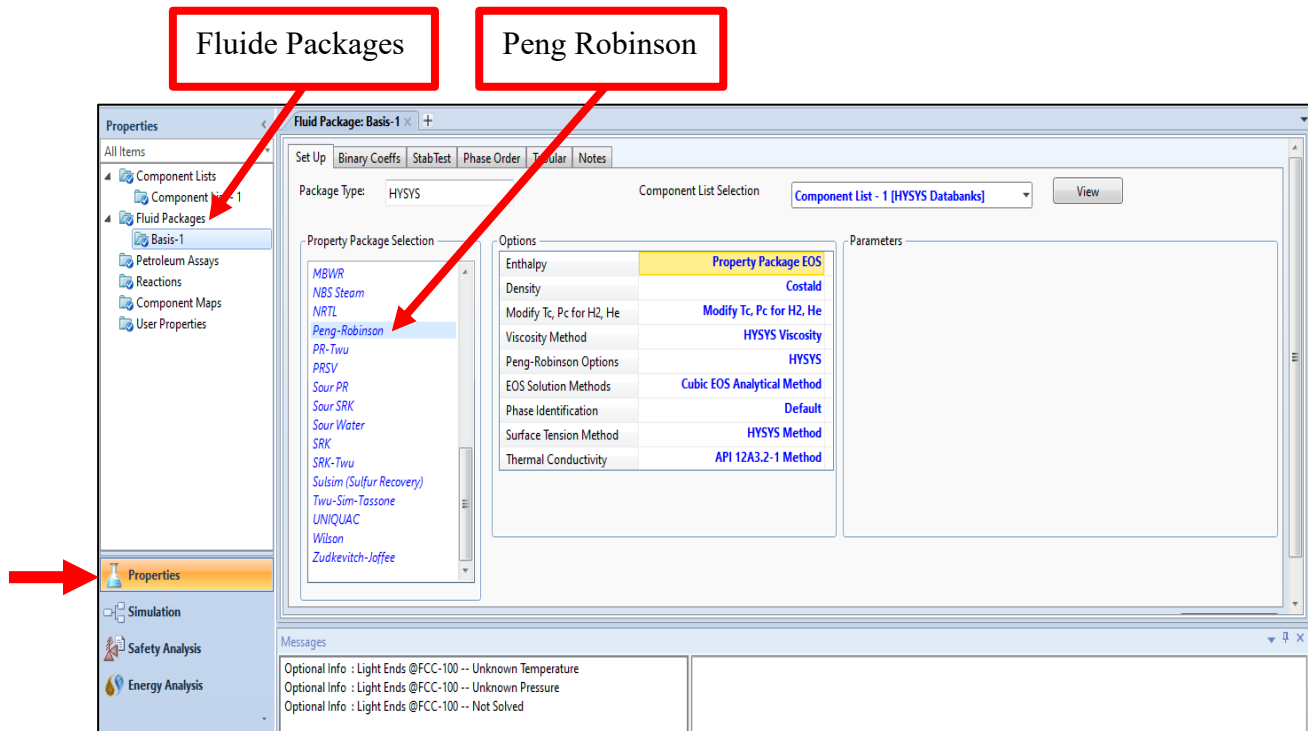 Fluide Packages
Peng Robinson
Properties
All Items
Component Lists
Component List - 1
Fluid Packages
Basis-1
Petroleum Assays
Reactions
Component Maps
User Properties
Properties
Simulation
Safety Analysis
Energy Analysis
Fluid Package: Basis-1
Set Up Binary Coeffs StabTest Phase Order Tabular Notes
Package Type: HYSYS Component List Selection Component List - 1 [HYSYS Databanks] View
Property Package Selection
MBWR
NBS Steam
NRTL
Peng-Robinson
PR-Twu
PRSV
Sour PR
Sour SRK
Sour Water
SRK
SRK-Twu
Sulsim (Sulfur Recovery)
Twu-Sim-Tassone
UNIQUAC
Wilson
Zudkevitch-Joffee
Options
Enthalpy Property Package EOS
Density Costald
Modify Tc, Pc for H2, He Modify Tc, Pc for H2, He
Viscosity Method HYSYS Viscosity
Peng-Robinson Options HYSYS
EOS Solution Methods Cubic EOS Analytical Method
Phase Identification Default
Surface Tension Method HYSYS Method
Thermal Conductivity API 12A3.2-1 Method
Parameters
Messages
Optional Info : Light Ends @FCC-100 -- Unknown Temperature
Optional Info : Light Ends @FCC-100 -- Unknown Pressure
Optional Info : Light Ends @FCC-100 -- Not Solved